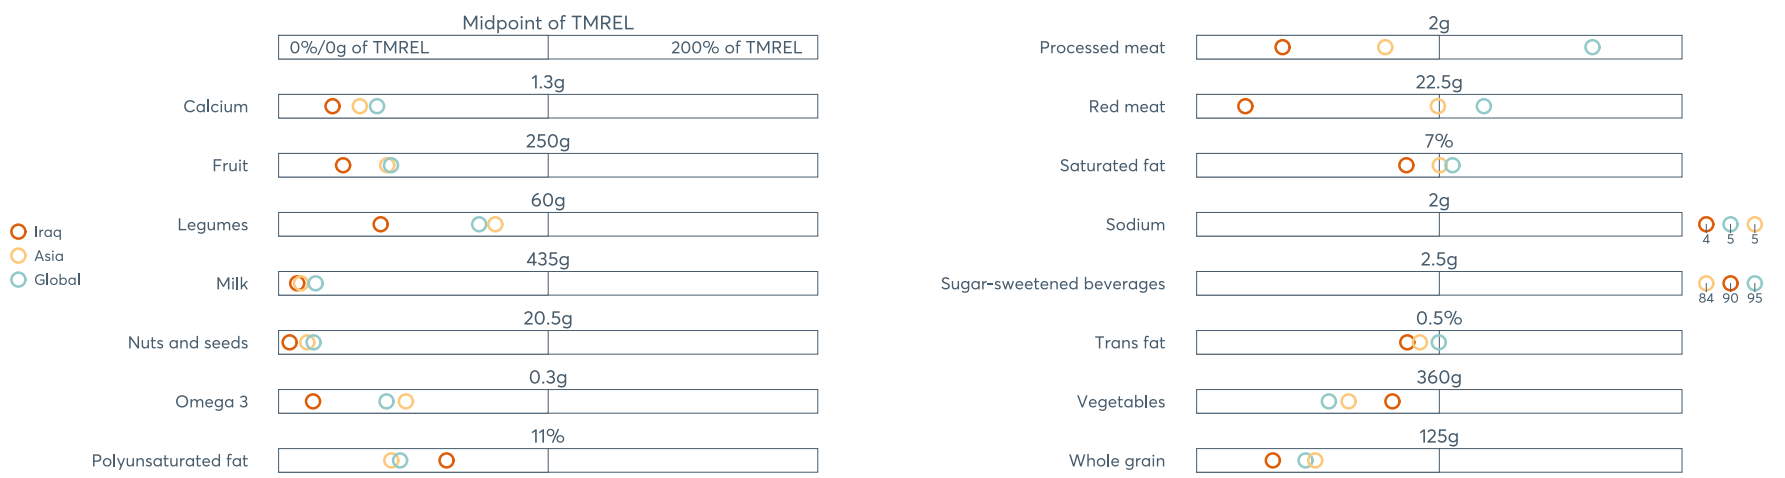 Midpoint of TMREL
0%/0g of TMREL 200% of TMREL
1.3g
Calcium
250g
Fruit
60g
Legumes
435g
Milk
20.5g
Nuts and seeds
0.3g
Omega 3
11%
Polyunsaturated fat
Iraq
Asia
Global
2g
Processed meat
22.5g
Red meat
7%
Saturated fat
2g
Sodium
4 5 5
2.5g
Sugar-sweetened beverages
84 90 95
0.5%
Trans fat
360g
Vegetables
125g
Whole grain